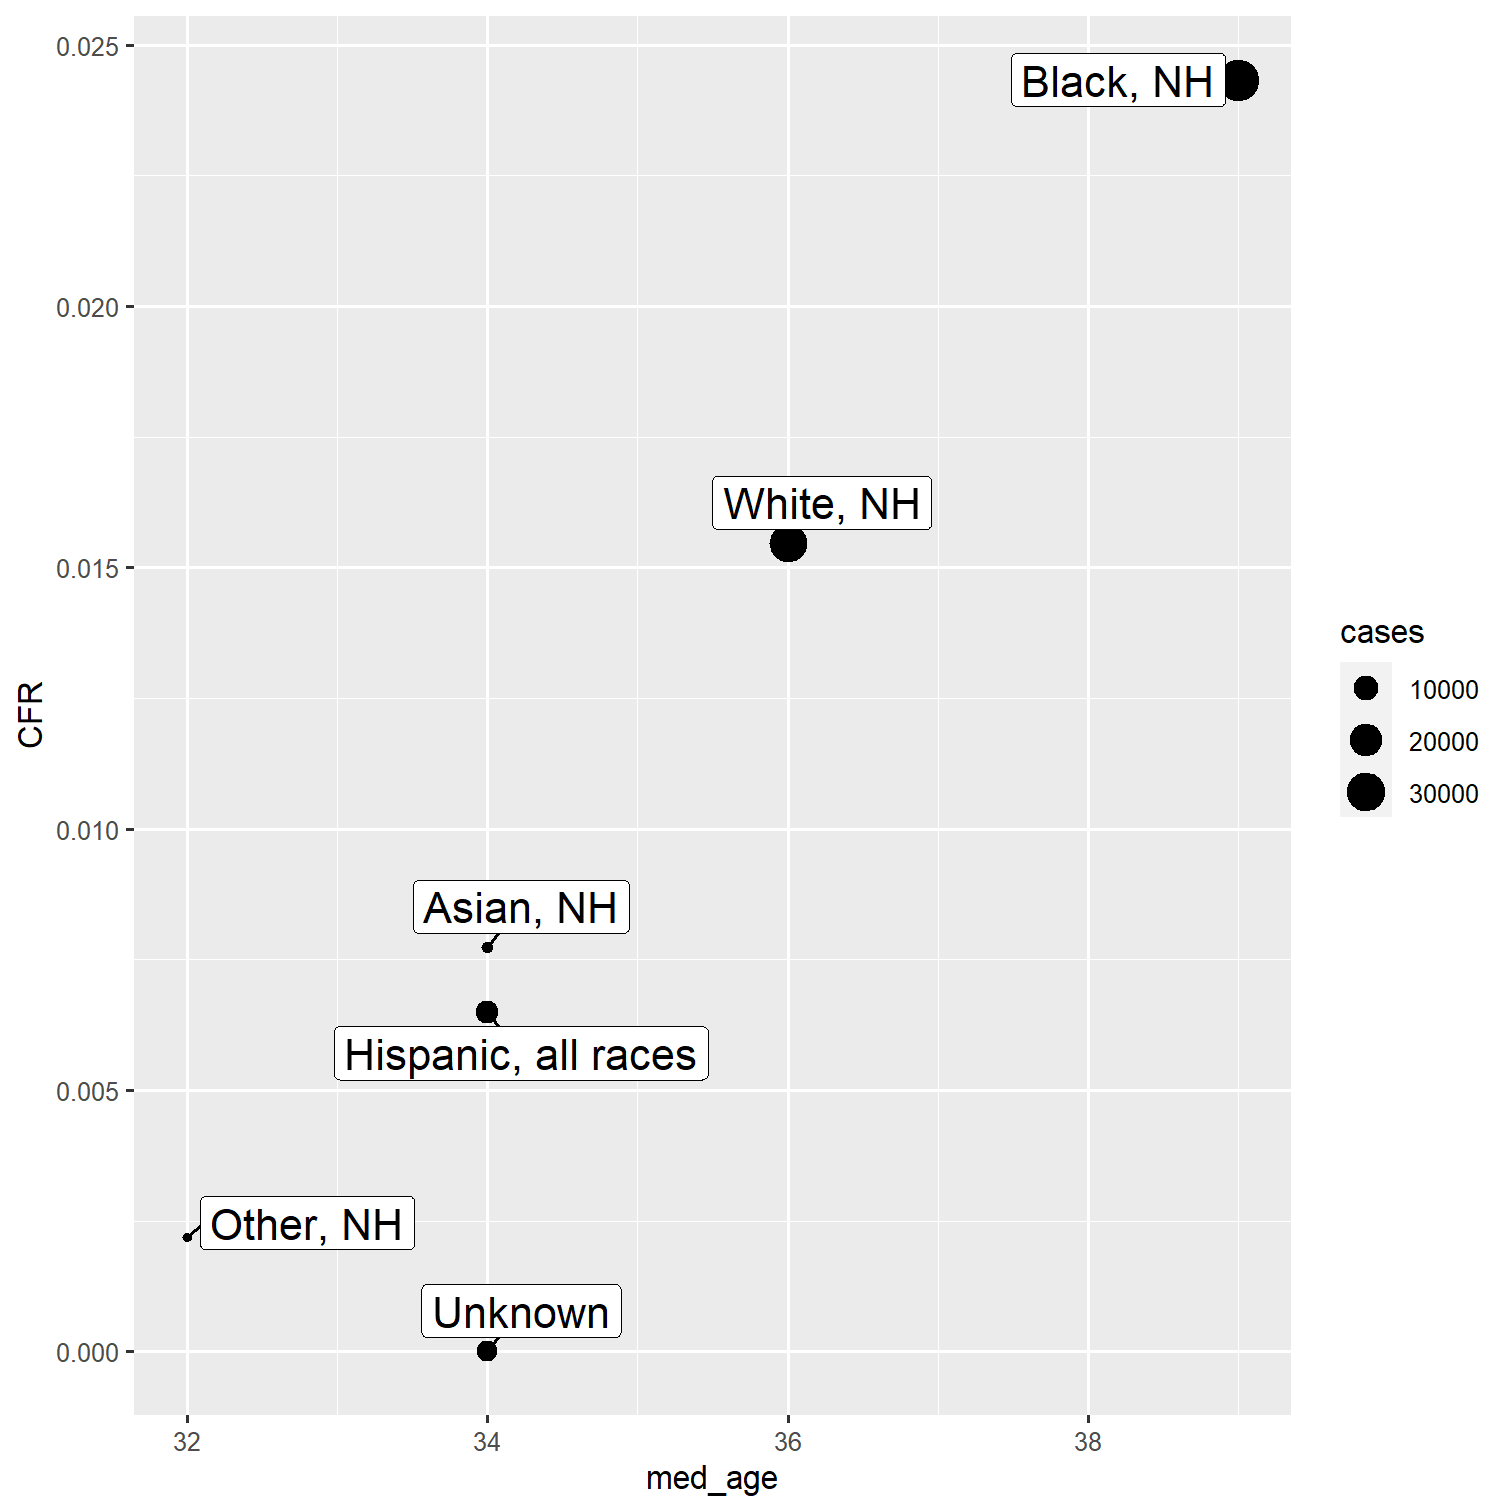 0.025
0.020
0.015
0.010
0.005
0.000
CFR
Black, NH
White, NH
Asian, NH
Hispanic, all races
Other, NH
Unknown
32
34
36
38
med_age
cases
10000
20000
30000